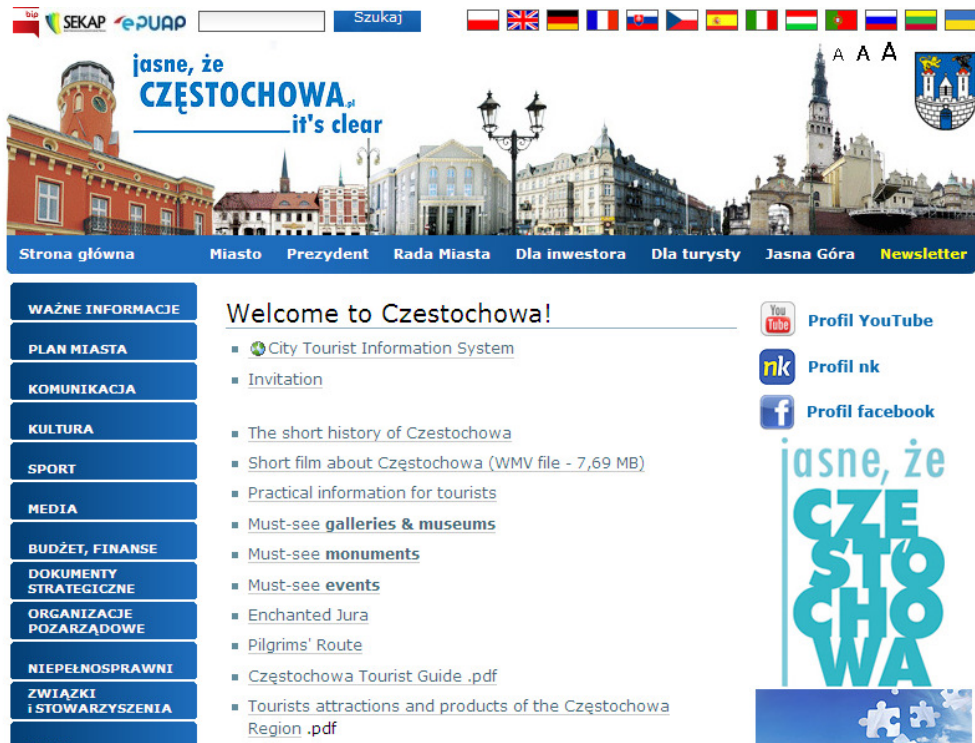 bip
SEKAP
epUAP
Szukaj
A A A
jasne, że
CZĘSTOCHOWA.pl
it's clear
Strona główna
Miasto
Prezydent
Rada Miasta
Dla inwestora
Dla turysty
Jasna Góra
Newsletter
WAŻNE INFORMACJE
PLAN MIASTA
KOMUNIKACJA
KULTURA
SPORT
MEDIA
BUDŻET, FINANSE
DOKUMENTY
STRATEGICZNE
ORGANIZACJE
POZARZĄDOWE
NIEPEŁNOSPRAWNI
ZWIĄZKI
i STOWARZYSZENIA
Welcome to Czestochowa!
City Tourist Information System
Invitation
The short history of Czestochowa
Short film about Częstochowa (WMV file - 7,69 MB)
Practical information for tourists
Must-see galleries & museums
Must-see monuments
Must-see events
Enchanted Jura
Pilgrims' Route
Częstochowa Tourist Guide .pdf
Tourists attractions and products of the Częstochowa
Region .pdf
You
Tube
Profil YouTube
nk
Profil nk
f
Profil facebook
jasne, że
CZĘ
STO
CHO
WA